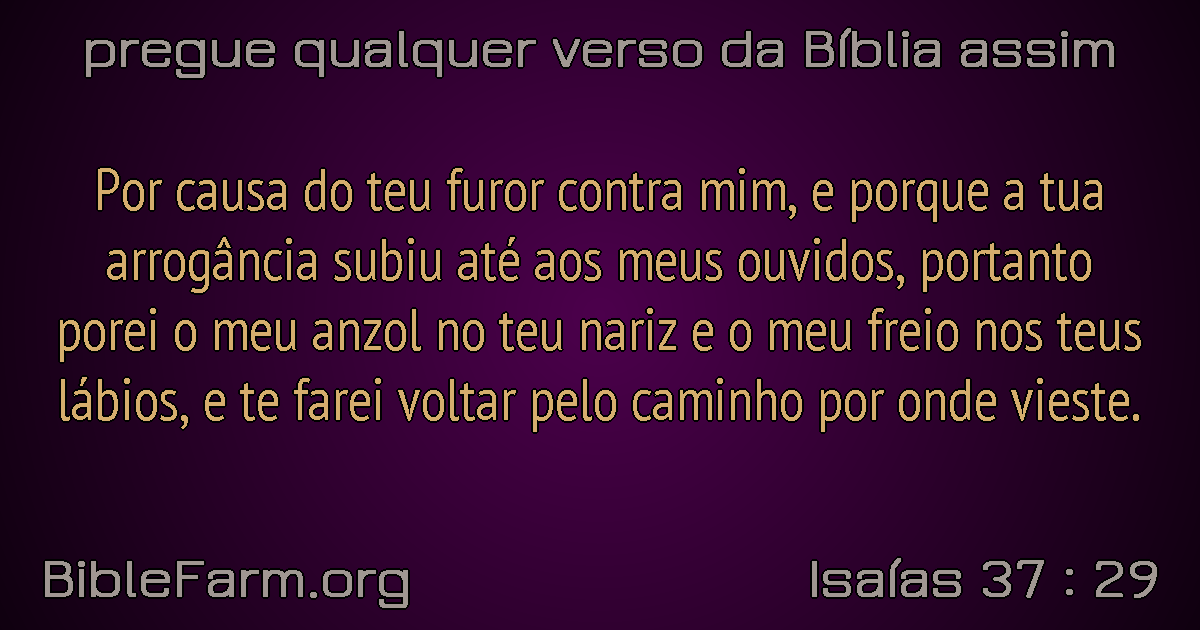 pregue qualquer verso da Bíblia assim
Por causa do teu furor contra mim, e porque a tua
arrogância subiu até aos meus ouvidos, portanto
porei o meu anzol no teu nariz e o meu freio nos teus
lábios, e te farei voltar pelo caminho por onde vieste.
BibleFarm.org
Isaías 37 : 29